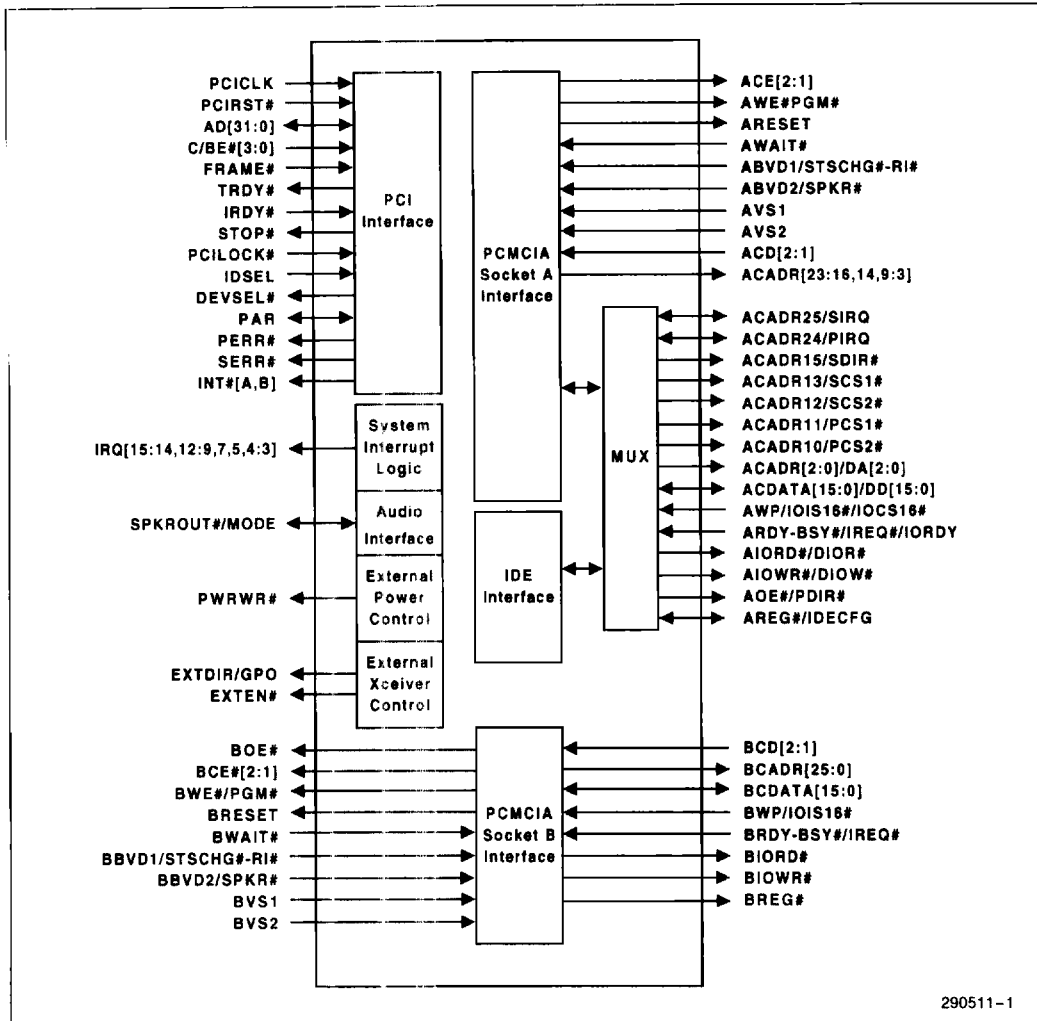 PCICLK
PCIRST#
AD[31:0]
C/BE#[3:0]
FRAME#
TRDY#
IRDY#
STOP#
PCILOCK#
IDSEL
DEVSEL#
PAR
PERR#
SERR#
INT#[A,B]
PCI
Interface
IRQ[15:14,12:9,7,5,4:3]
System
Interrupt
Logic
SPKROUT#/MODE
Audio
Interface
PWRWR#
External
Power
Control
EXTDIR/GPO
EXTEN#
External
Xceiver
Control
PCMCIA
Socket A
Interface
ACE[2:1]
AWE#PGM#
ARESET
AWAIT#
ABVD1/STSCHG#-RI#
ABVD2/SPKR#
AVS1
AVS2
ACD[2:1]
ACADR[23:16,14,9:3]
IDE
Interface
MUX
ACADR25/SIRQ
ACADR24/PIRQ
ACADR15/SDIR#
ACADR13/SCS1#
ACADR12/SCS2#
ACADR11/PCS1#
ACADR10/PCS2#
ACADR[2:0]/DA[2:0]
ACDATA[15:0]/DD[15:0]
AWP/IOIS16#/IOCS16#
ARDY-BSY#/IREQ#/IORDY
AIORD#/DIOR#
AIOWR#/DIOW#
AOE#/PDIR#
AREG#/IDECFG
BOE#
BCE#[2:1]
BWE#/PGM#
BRESET
BWAIT#
BBVD1/STSCHG#-RI#
BBVD2/SPKR#
BVS1
BVS2
PCMCIA
Socket B
Interface
BCD[2:1]
BCADR[25:0]
BCDATA[15:0]
BWP/IOIS16#
BRDY-BSY#/IREQ#
BIORD#
BIOWR#
BREG#
290511-1